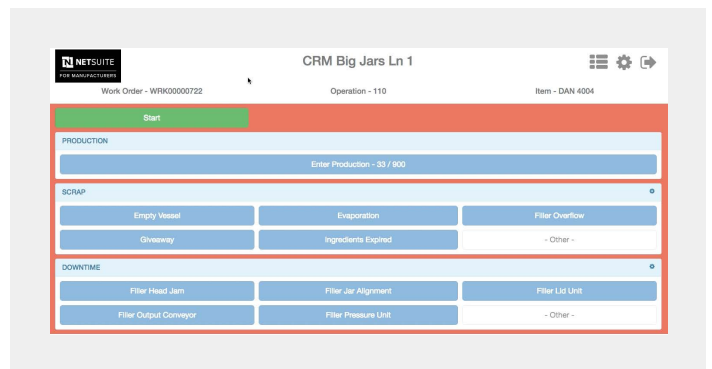 N NETSUITE
FOR MANUFACTURERS
CRM Big Jars Ln 1
Work Order - WRK00000722
Operation - 110
Item - DAN 4004
Start
PRODUCTION
Enter Production - 33 / 900
SCRAP
Empty Vessel
Evaporation
Filler Overflow
Giveaway
Ingredients Expired
- Other -
DOWNTIME
Filler Head Jam
Filler Jar Alignment
Filler Lid Unit
Filler Output Conveyor
Filler Pressure Unit
- Other -